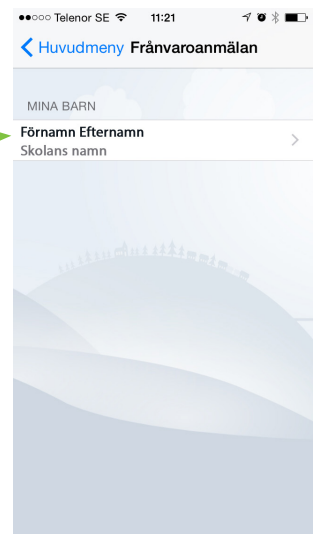 Telenor SE 11:21
Huvudmeny Frånvaroanmälan
MINA BARN
Förnamn Efternamn
Skolans namn